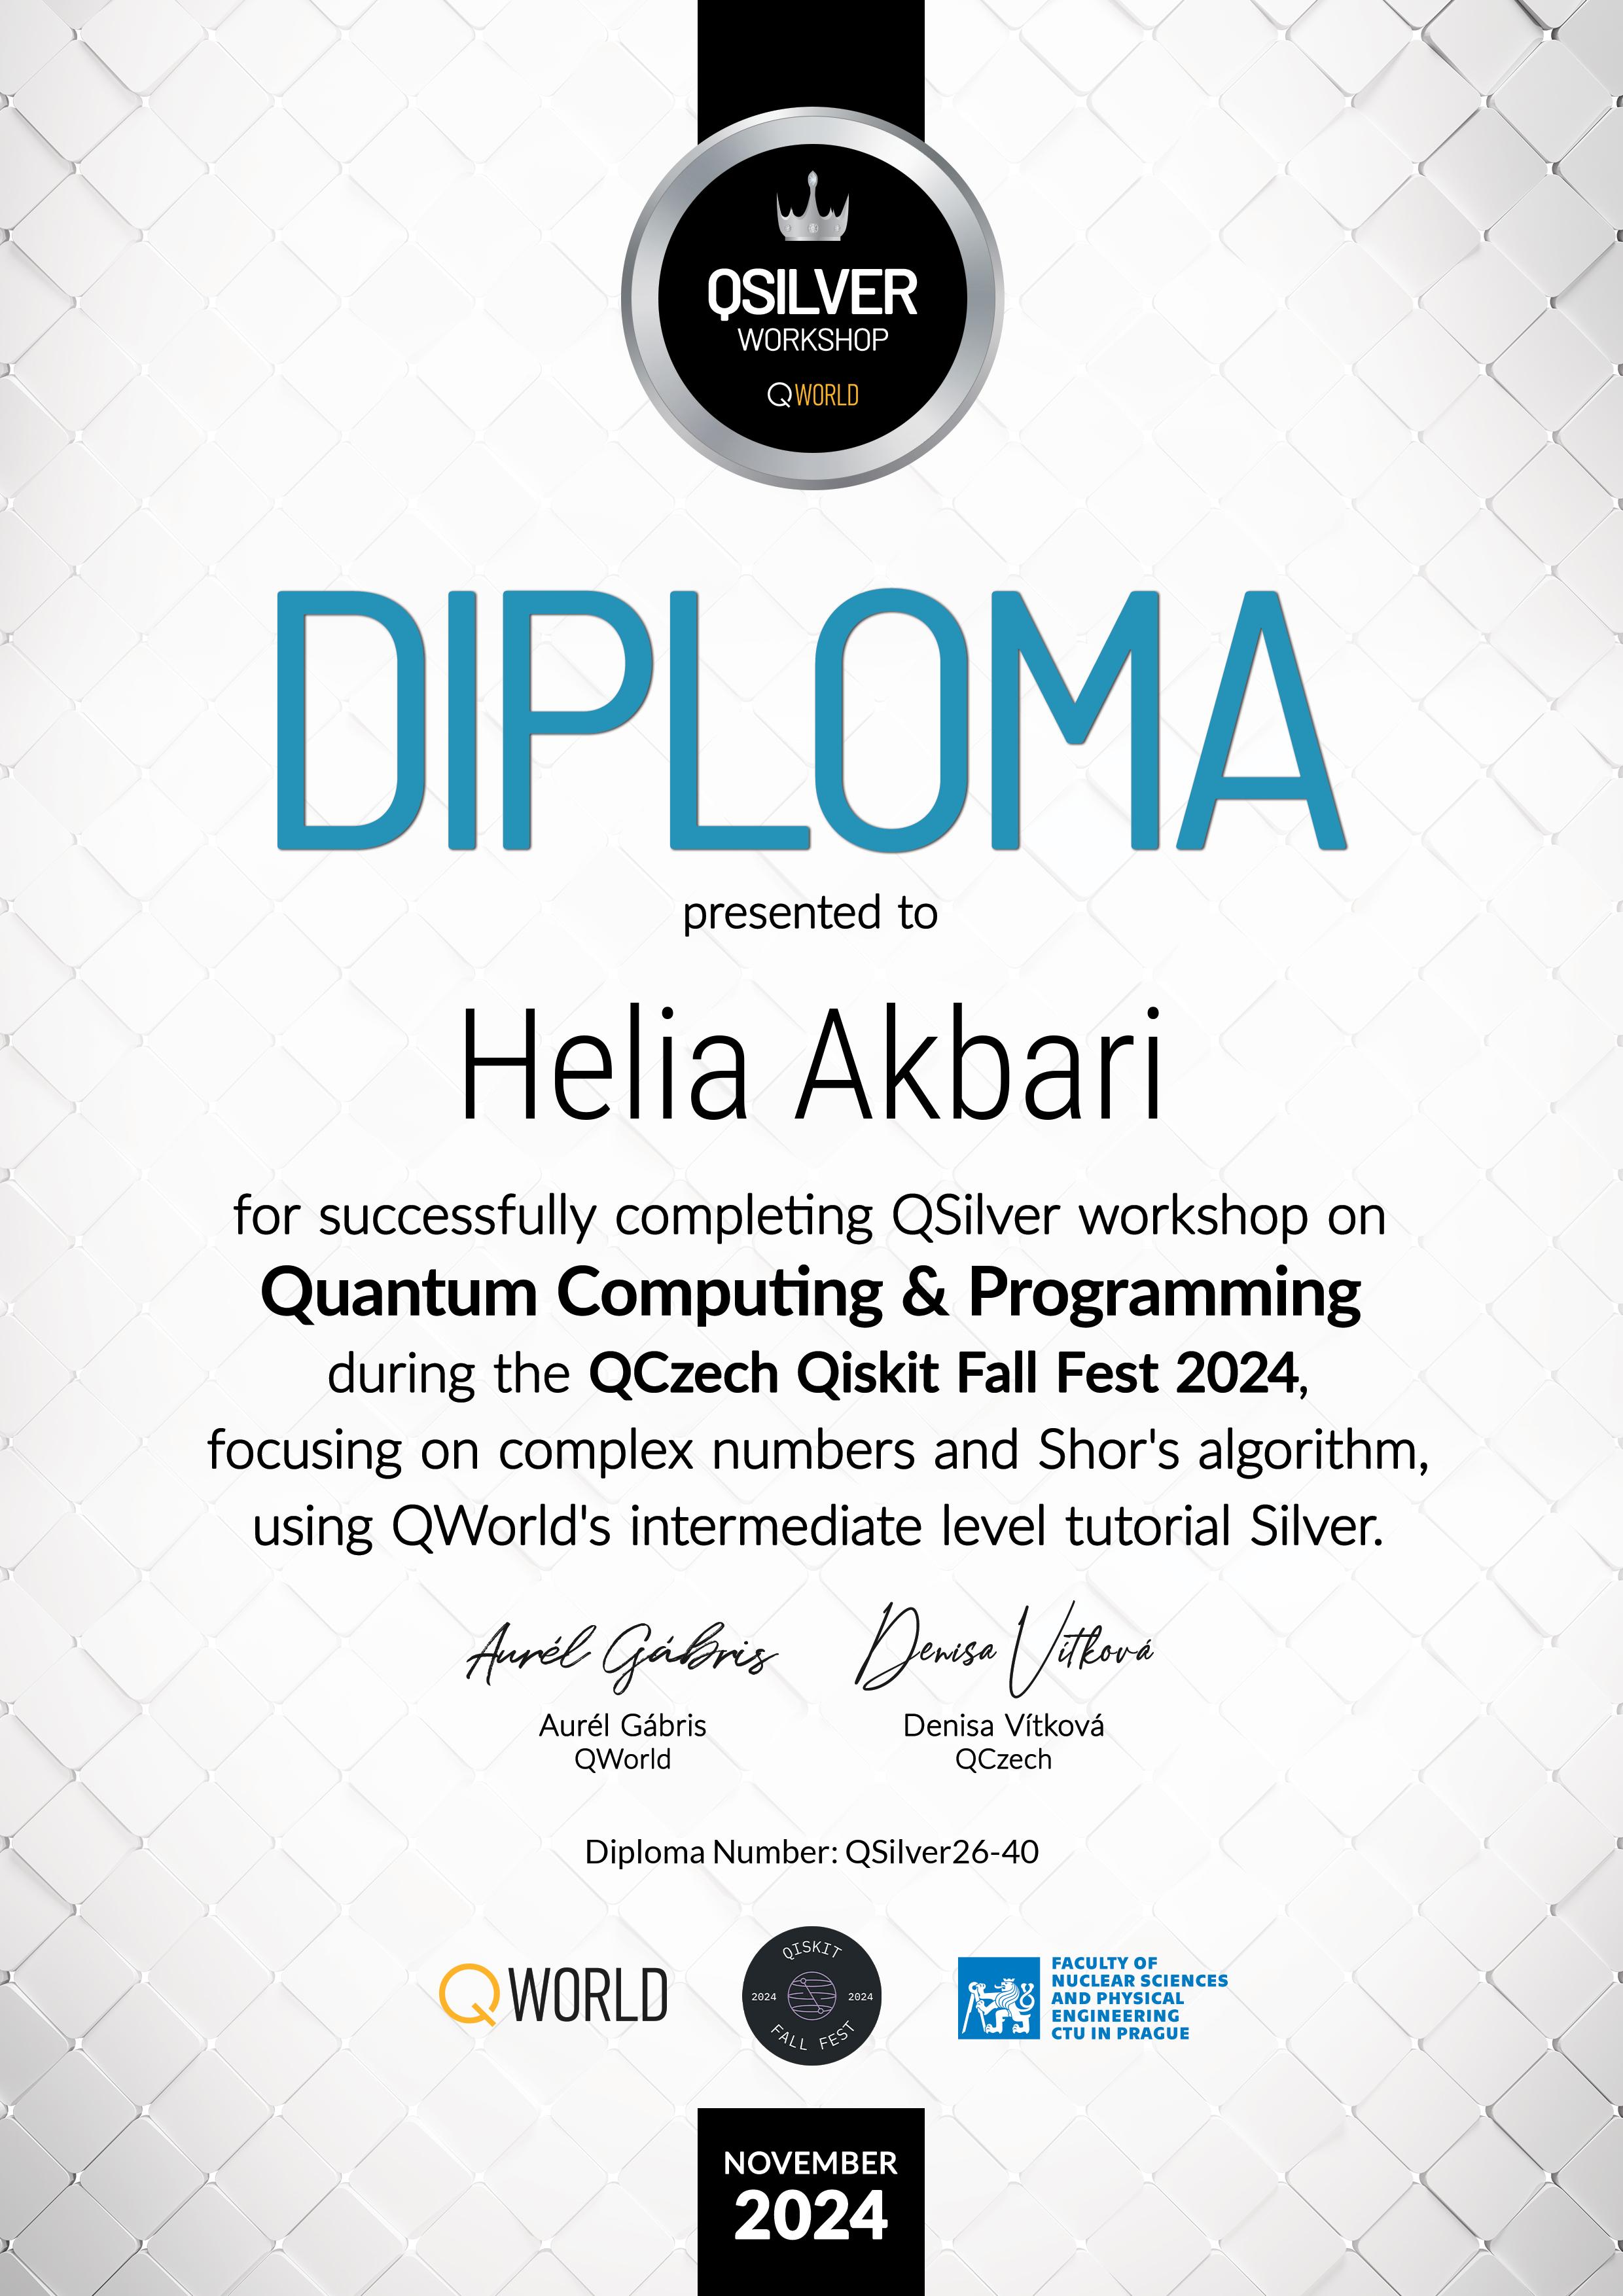 QSILVER
WORKSHOP
QWORLD
DIPLOMA
presented to
Helia Akbari
for successfully completing QSilver workshop on
Quantum Computing & Programming
during the QCzech Qiskit Fall Fest 2024,
focusing on complex numbers and Shor's algorithm,
using QWorld's intermediate level tutorial Silver.
Aurél Gábris
Denisa Vítková
Aurél Gábris
QWorld
Denisa Vítková
QCzech
Diploma Number: QSilver26-40
QWORLD
QISKIT
2024
2024
FALL FEST
FACULTY OF
NUCLEAR SCIENCES
AND PHYSICAL
ENGINEERING
CTU IN PRAGUE
NOVEMBER
2024